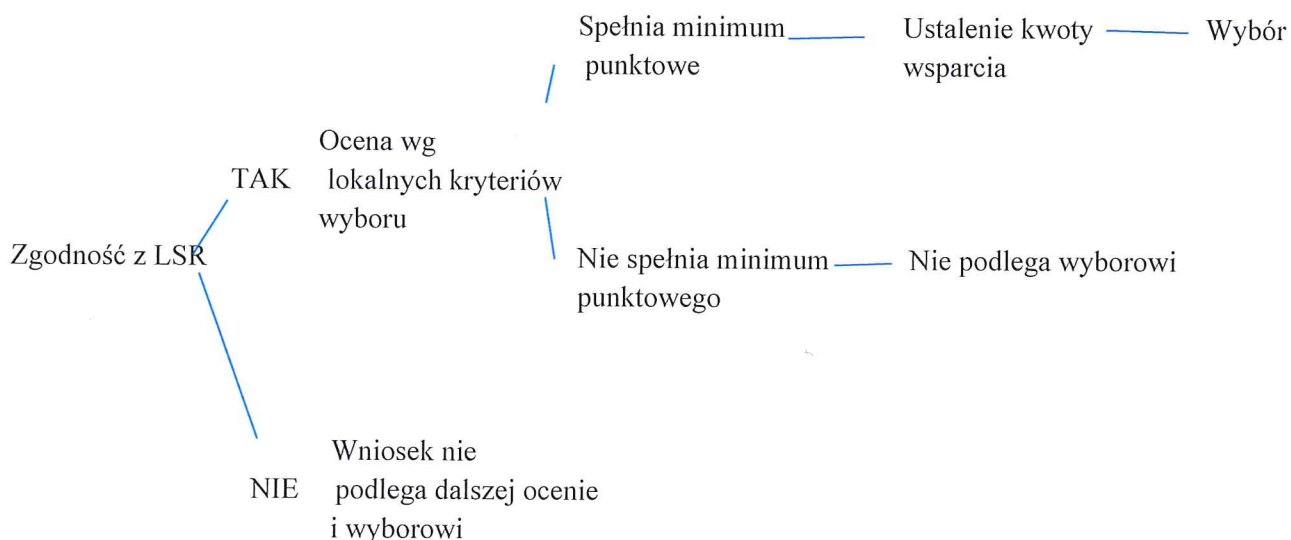 Spełnia minimum
punktowe
Ustalenie kwoty
wsparcia
Wybór
Ocena wg
lokalnych kryteriów
wyboru
TAK
Zgodność z LSR
Nie spełnia minimum
punktowego
Nie podlega wyborowi
NIE
Wniosek nie
podlega dalszej ocenie
i wyborowi